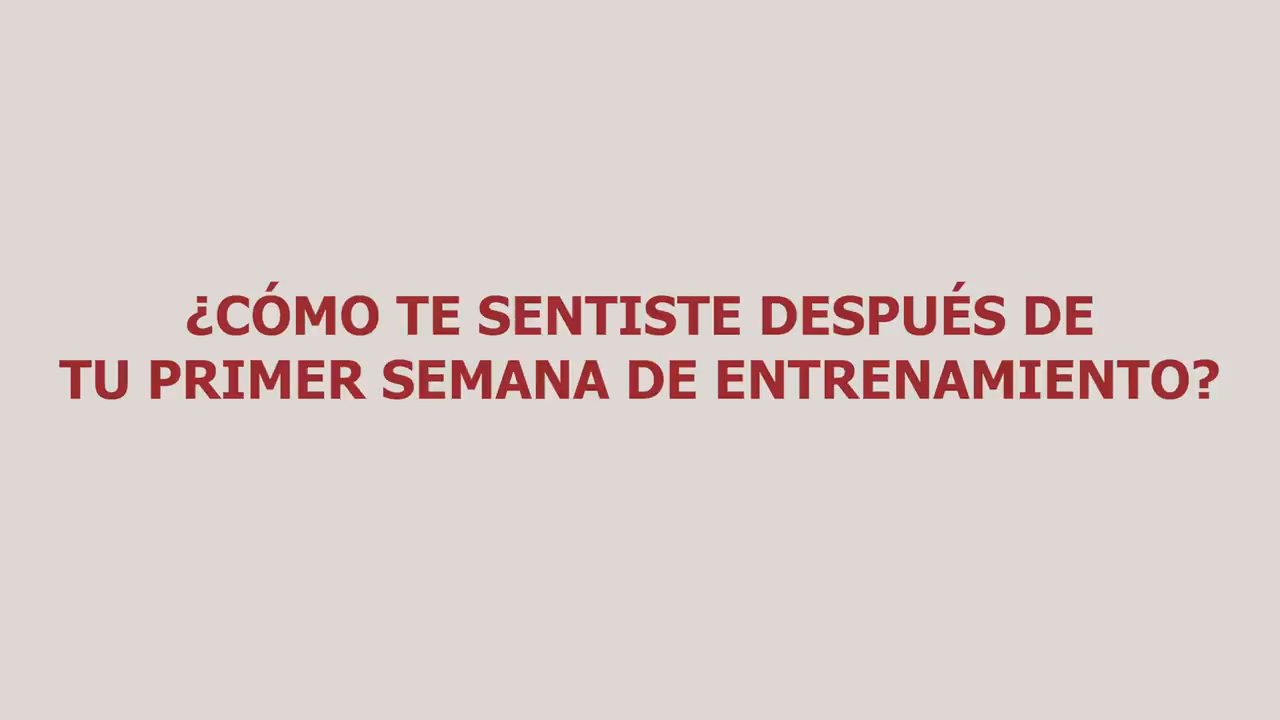 ¿CÓMO TE SENTISTE DESPUÉS DE
TU PRIMER SEMANA DE ENTRENAMIENTO?